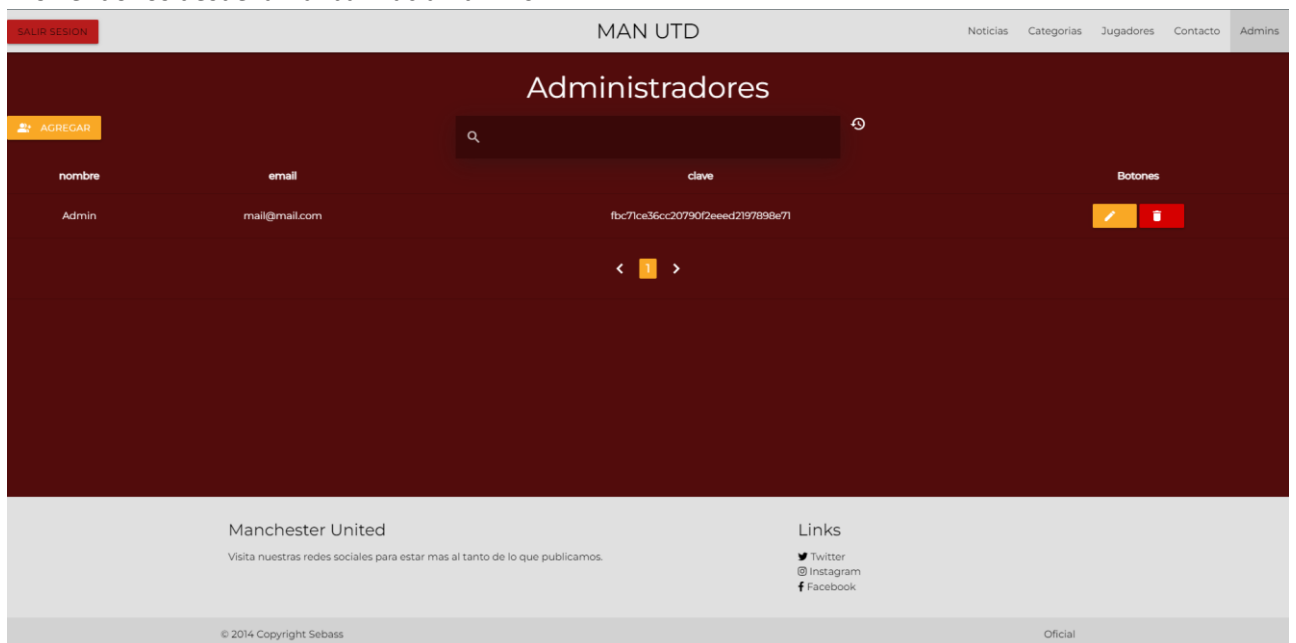 SALIR SESION MAN UTD Noticias Categorias Jugadores Contacto Admins
Administradores
AGREGAR
nombre email clave Botones
Admin mail@mail.com fbc71ce36cc20790f2eeed2197898e71
1
Manchester United Links
Visita nuestras redes sociales para estar mas al tanto de lo que publicamos.
Twitter
Instagram
Facebook
© 2014 Copyright Sebass Oficial